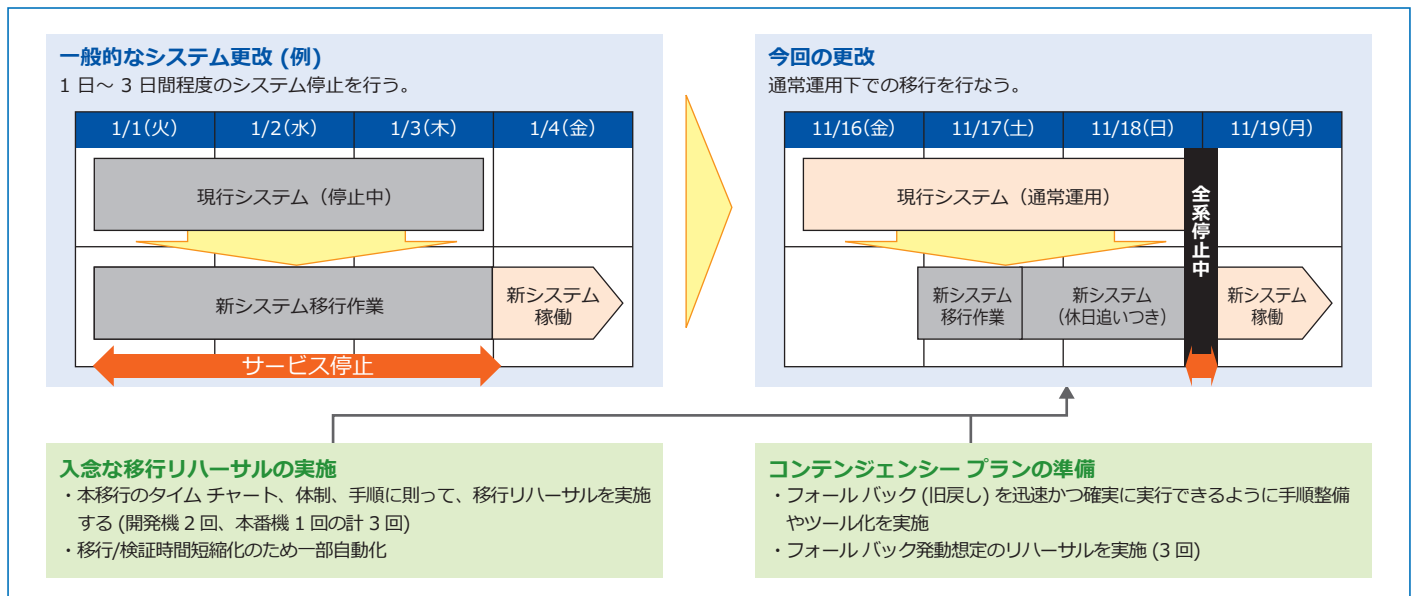 一般的なシステム更改 (例)
1 日～ 3 日間程度のシステム停止を行う。
1/1(火) 1/2(水) 1/3(木) 1/4(金)
現行システム（停止中）
新システム移行作業
新システム
稼働
サービス停止
今回の更改
通常運用下での移行を行なう。
11/16(金) 11/17(土) 11/18(日) 11/19(月)
現行システム（通常運用）
全系停止中
新システム
移行作業
新システム
（休日追いつき）
新システム
稼働
入念な移行リハーサルの実施
・本移行のタイム チャート、体制、手順に則って、移行リハーサルを実施
する (開発機 2 回、本番機 1 回の計 3 回)
・移行/検証時間短縮化のため一部自動化
コンテンジェンシー プランの準備
・フォール バック (旧戻し) を迅速かつ確実に実行できるように手順整備
やツール化を実施
・フォール バック発動想定のリハーサルを実施 (3 回)